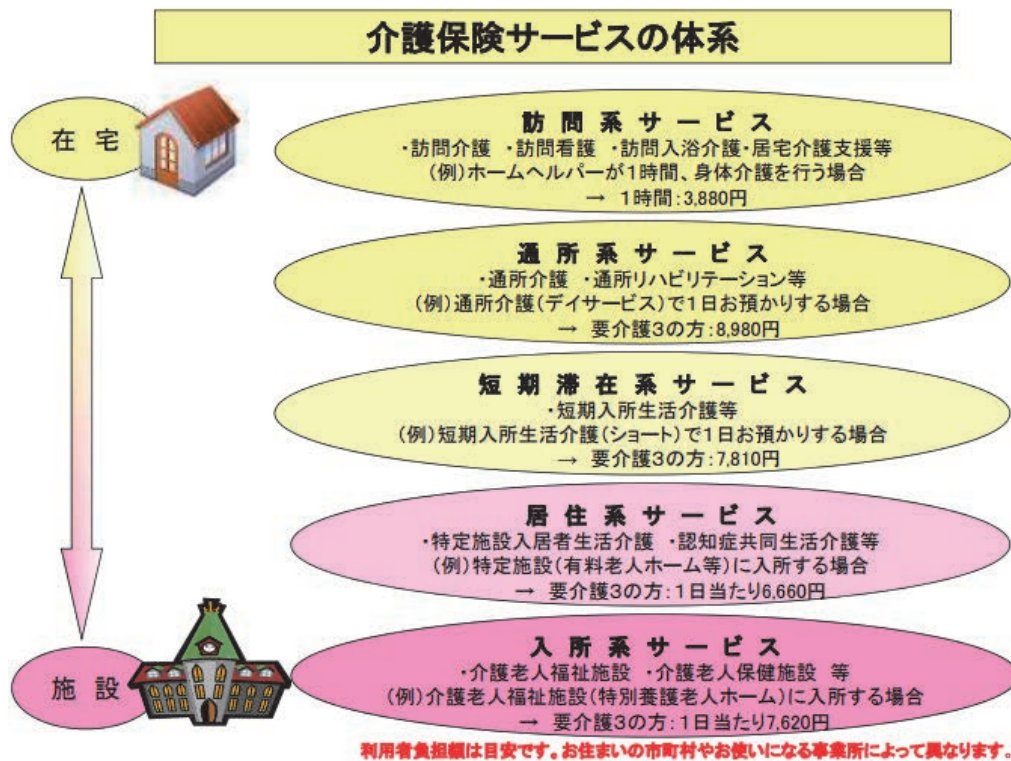 介護保険サービスの体系
在 宅
訪 問 系 サ ー ビ ス
・訪問介護 ・訪問看護 ・訪問入浴介護・居宅介護支援等
(例)ホームヘルパーが1時間、身体介護を行う場合
→ 1時間:3,880円
通 所 系 サ ー ビ ス
・通所介護 ・通所リハビリテーション等
(例)通所介護(デイサービス)で1日お預かりする場合
→ 要介護3の方:8,980円
短 期 滞 在 系 サ ー ビ ス
・短期入所生活介護等
(例)短期入所生活介護(ショート)で1日お預かりする場合
→ 要介護3の方:7,810円
居 住 系 サ ー ビ ス
・特定施設入居者生活介護 ・認知症共同生活介護等
(例)特定施設(有料老人ホーム等)に入所する場合
→ 要介護3の方:1日当たり6,660円
施 設
入 所 系 サ ー ビ ス
・介護老人福祉施設 ・介護老人保健施設 等
(例)介護老人福祉施設(特別養護老人ホーム)に入所する場合
→ 要介護3の方:1日当たり7,620円
利用者負担額は目安です。お住まいの市町村やお使いになる事業所によって異なります。